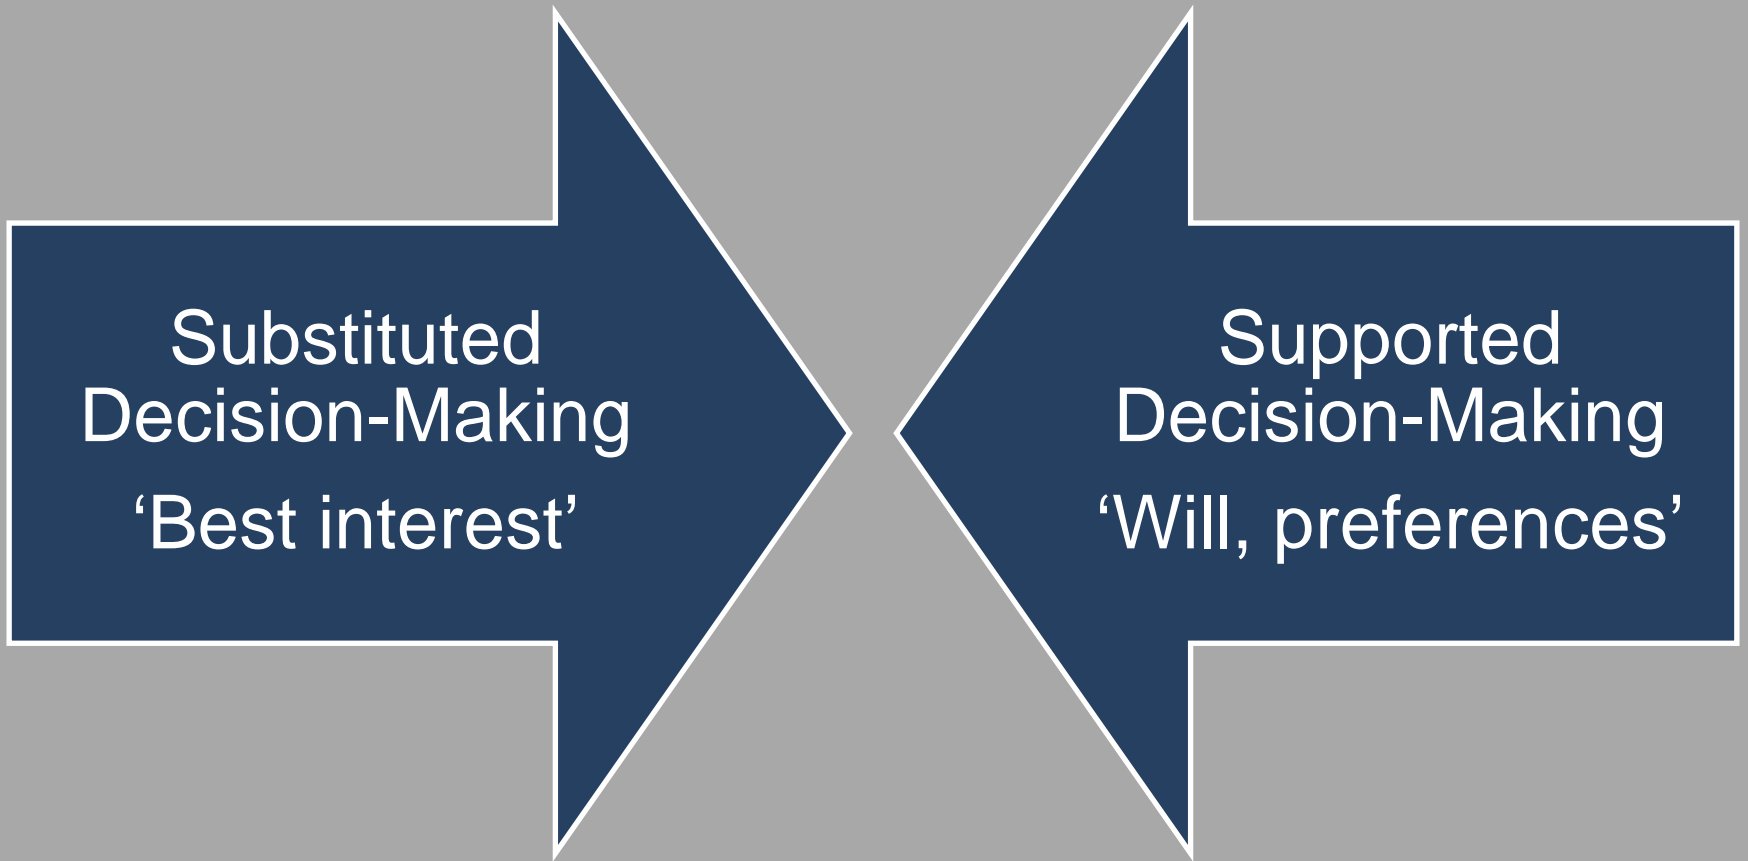 Substituted
Decision-Making
‘Best interest’
Supported
Decision-Making
‘Will, preferences’